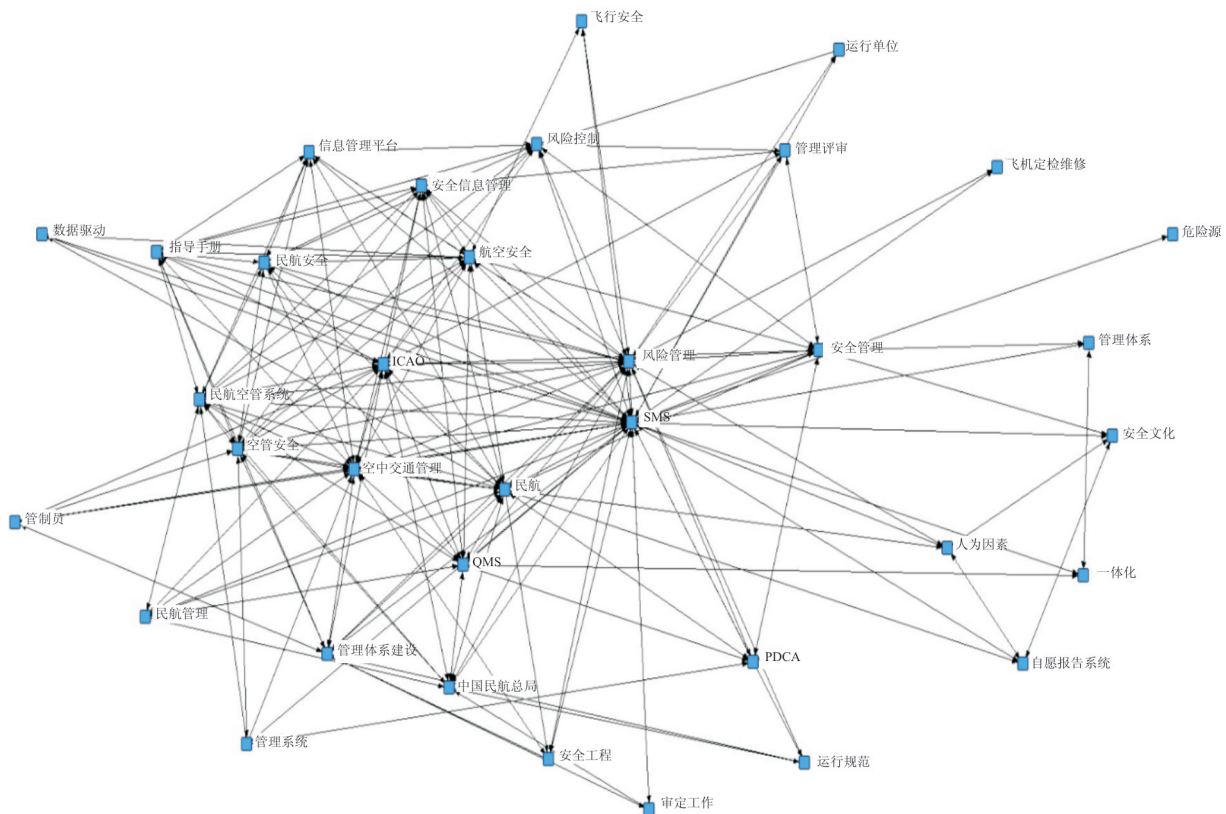 飞行安全
运行单位
风险控制
信息管理平台
管理评审
飞机定检维修
安全信息管理
数据驱动
危险源
指导手册
航空安全
民航安全
管理体系
安全管理
风险管理
ICAO
民航空管系统
SMS
安全文化
空管安全
空中交通管理
民航
管制员
人为因素
QMS
一体化
民航管理
管理体系建设
PDCA
自愿报告系统
中国民航总局
管理系统
安全工程
运行规范
审定工作